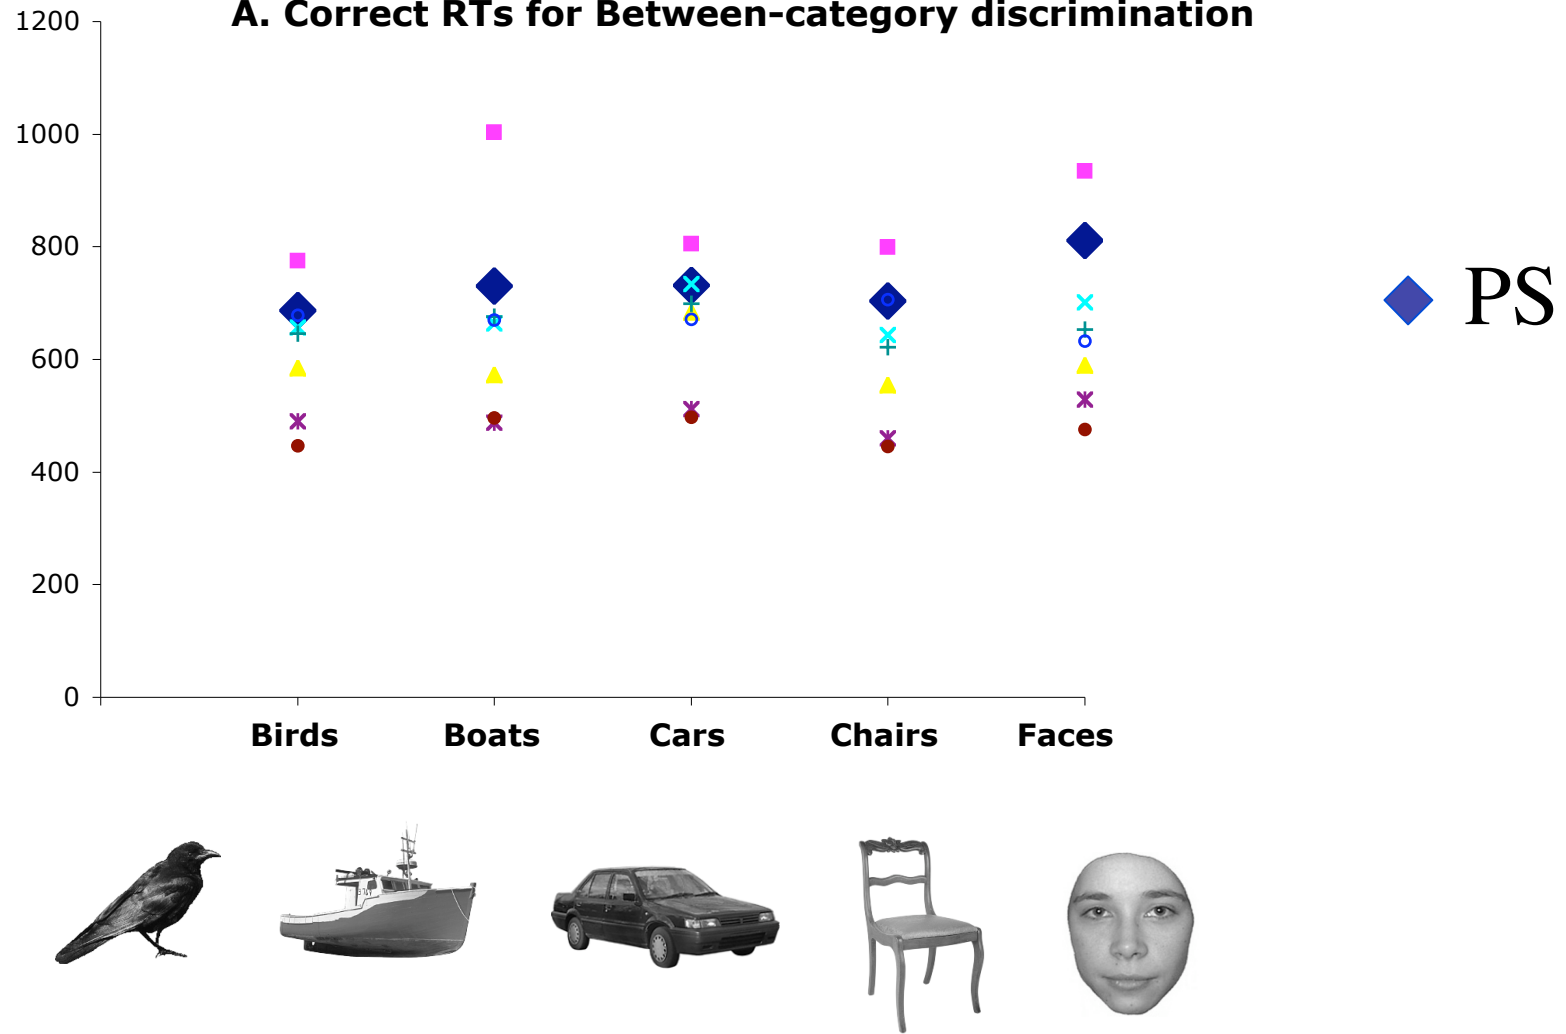 A. Correct RTs for Between-category discrimination
1200
1000
800
600
400
200
0
PS
Birds Boats Cars Chairs Faces